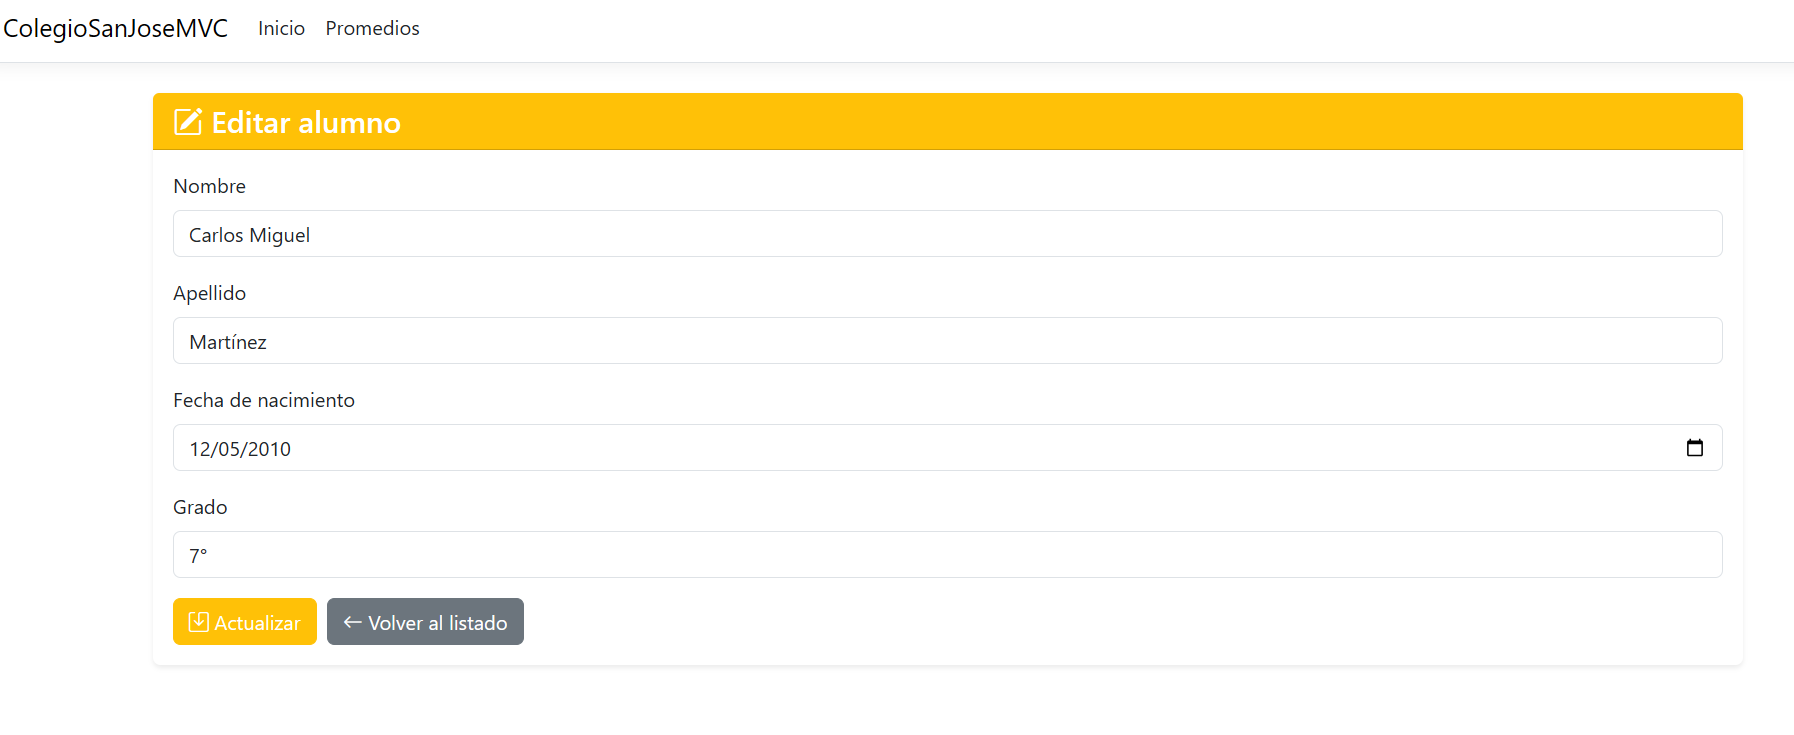 ColegioSanJoseMVC Inicio Promedios
Editar alumno
Nombre
Carlos Miguel
Apellido
Martínez
Fecha de nacimiento
12/05/2010
Grado
7°
Actualizar Volver al listado